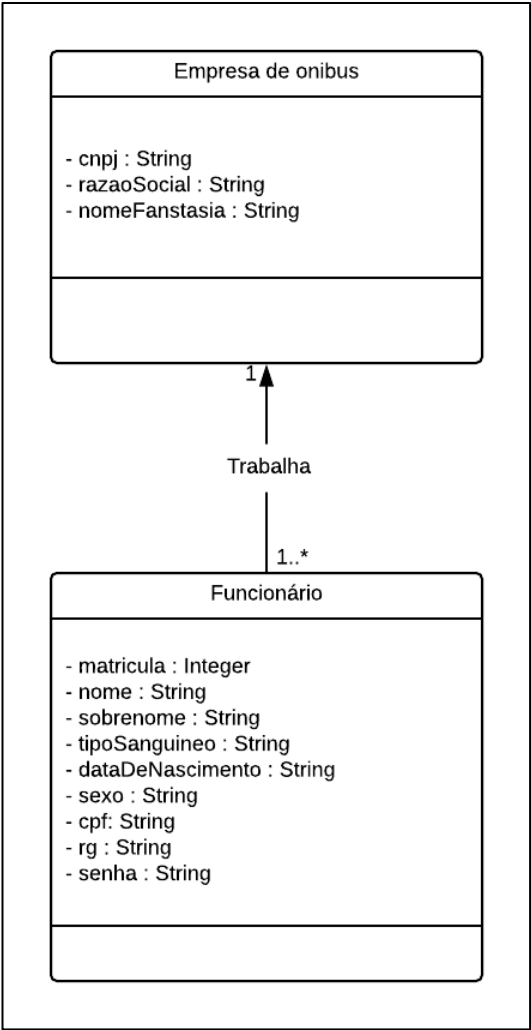 Empresa de onibus
- cnpj : String
- razaoSocial : String
- nomeFanstasia : String
1
Trabalha
1..*
Funcionário
- matricula : Integer
- nome : String
- sobrenome : String
- tipoSanguineo : String
- dataDeNascimento : String
- sexo : String
- cpf: String
- rg : String
- senha : String